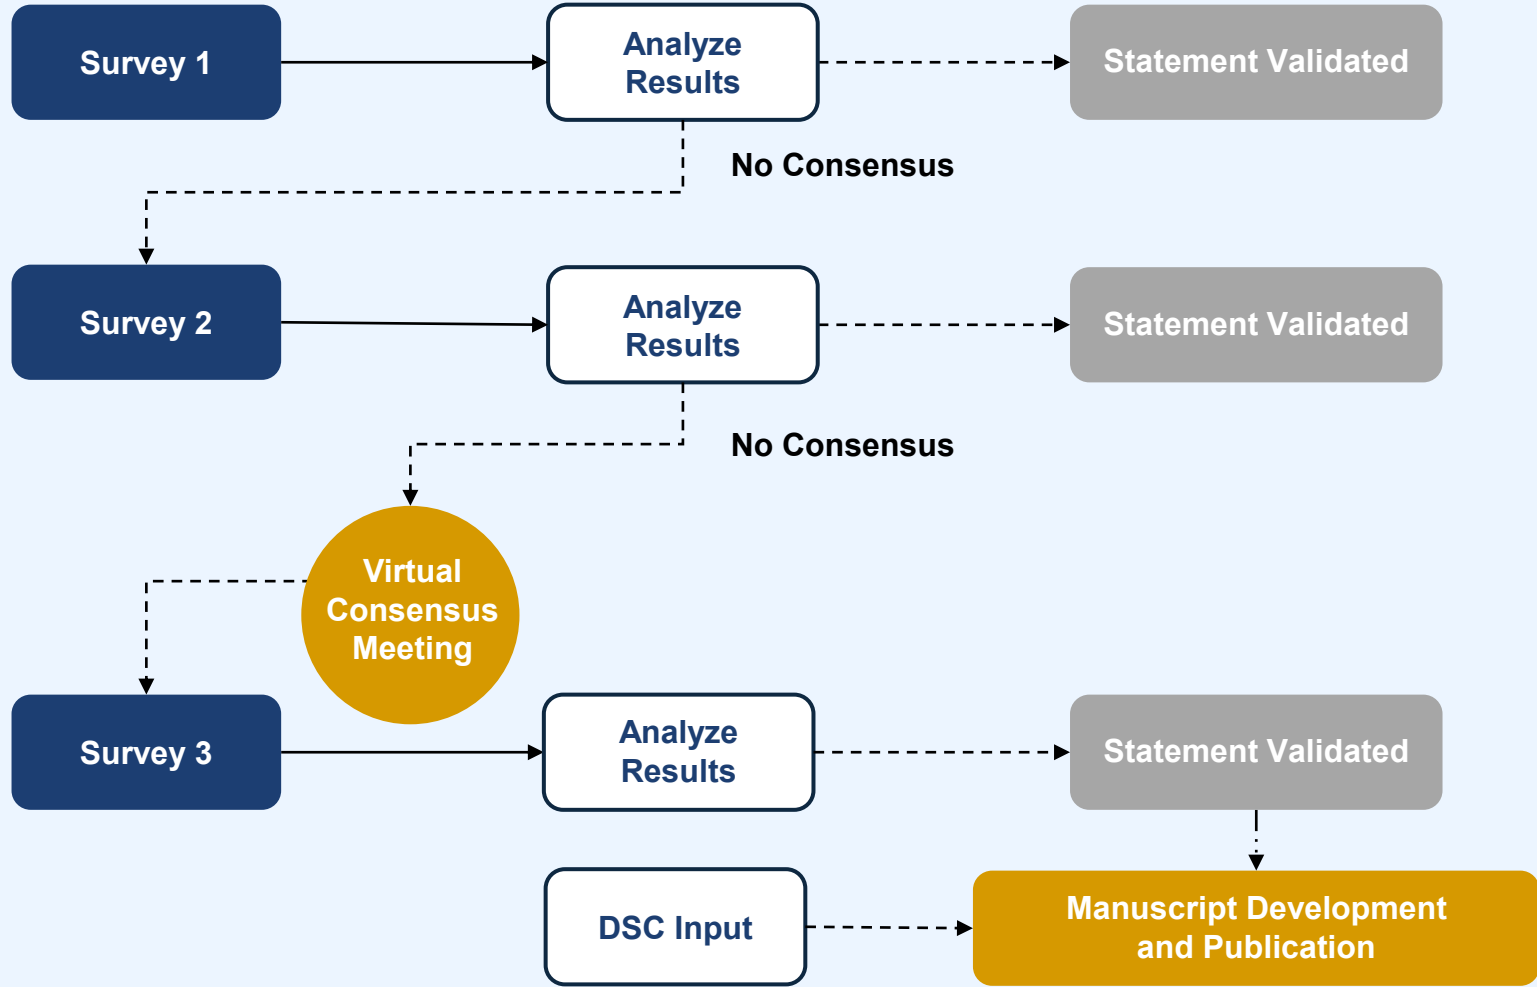 Survey 1
Analyze
Results
Statement Validated
No Consensus
Survey 2
Analyze
Results
Statement Validated
No Consensus
Virtual
Consensus
Meeting
Survey 3
Analyze
Results
Statement Validated
DSC Input
Manuscript Development
and Publication